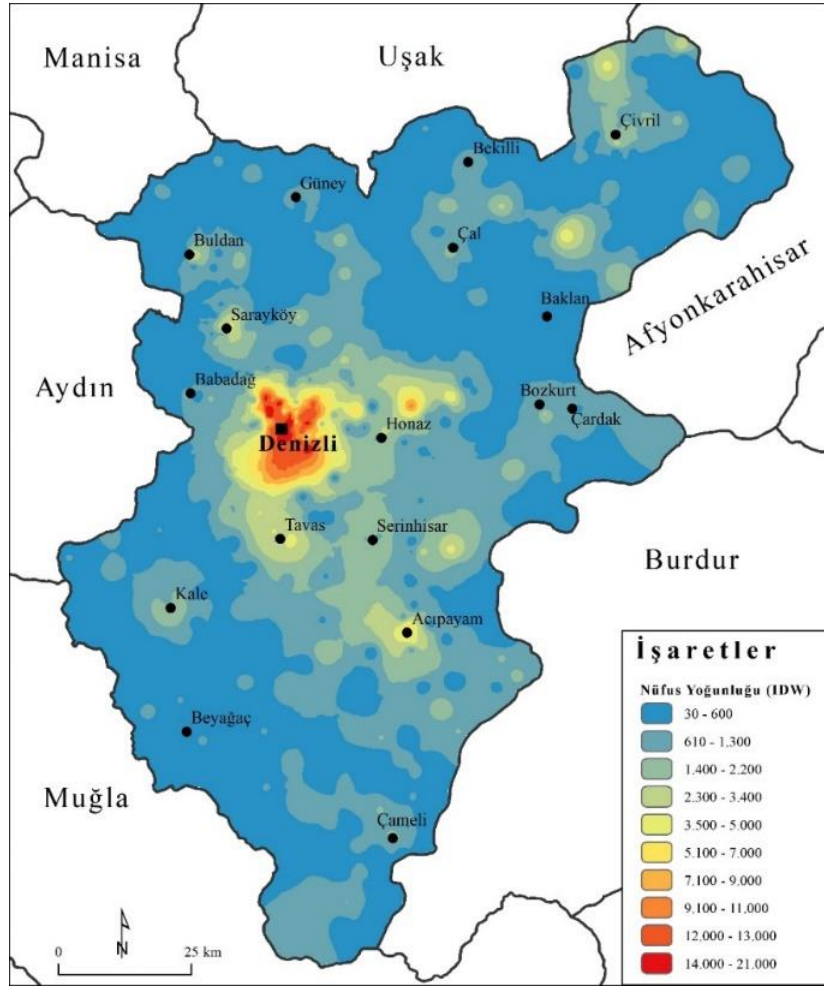 Manisa
Uşak
Çivril
Bekilli
Güney
Buldan
Çal
Afyonkarahisar
Baklan
Sarayköy
Aydın
Babadağ
Bozkurt
Çardak
Honaz
Denizli
Tavas
Serinhisar
Burdur
Kale
Acıpayam
Beyağaç
Muğla
Çameli
N
0 25 km
İşaretler
Nüfus Yoğunluğu (IDW)
30 - 600
610 - 1.300
1.400 - 2.200
2.300 - 3.400
3.500 - 5.000
5.100 - 7.000
7.100 - 9.000
9.100 - 11.000
12.000 - 13.000
14.000 - 21.000